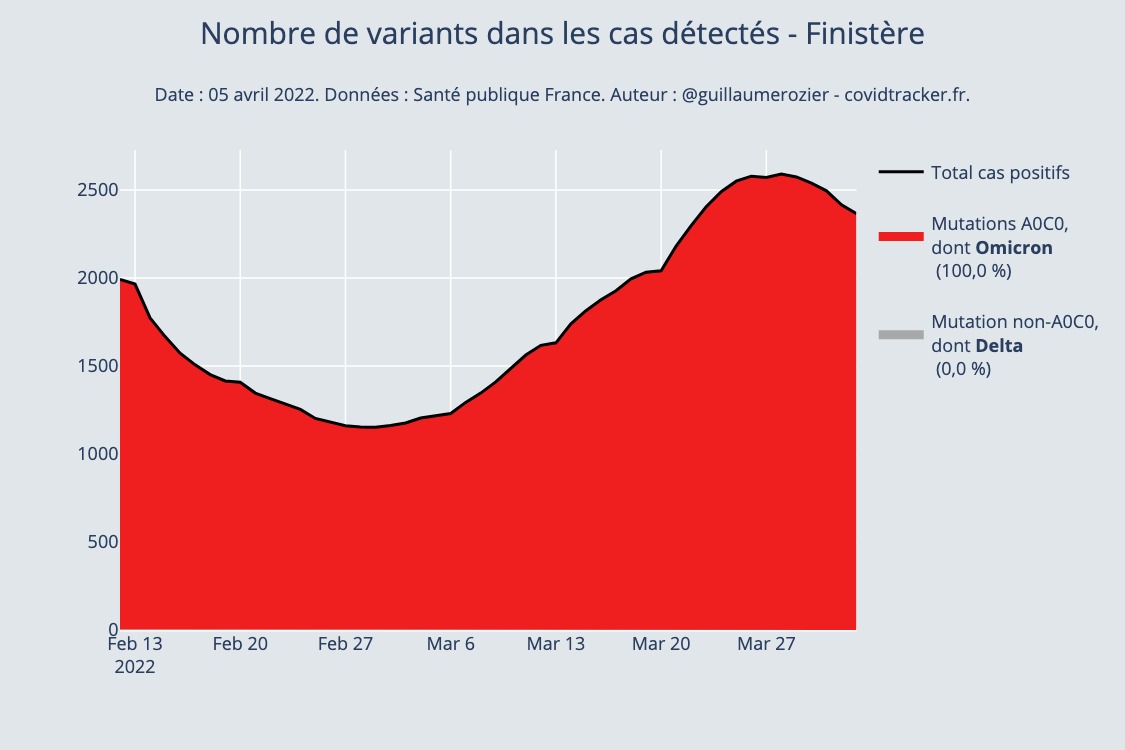 Nombre de variants dans les cas détectés - Finistère
Date : 05 avril 2022. Données : Santé publique France. Auteur : @guillaumerozier - covidtracker.fr.
2500
2000
1500
1000
500
0
Feb 13
2022
Feb 20
Feb 27
Mar 6
Mar 13
Mar 20
Mar 27
Total cas positifs
Mutations A0C0,
dont Omicron
(100,0 %)
Mutation non-A0C0,
dont Delta
(0,0 %)